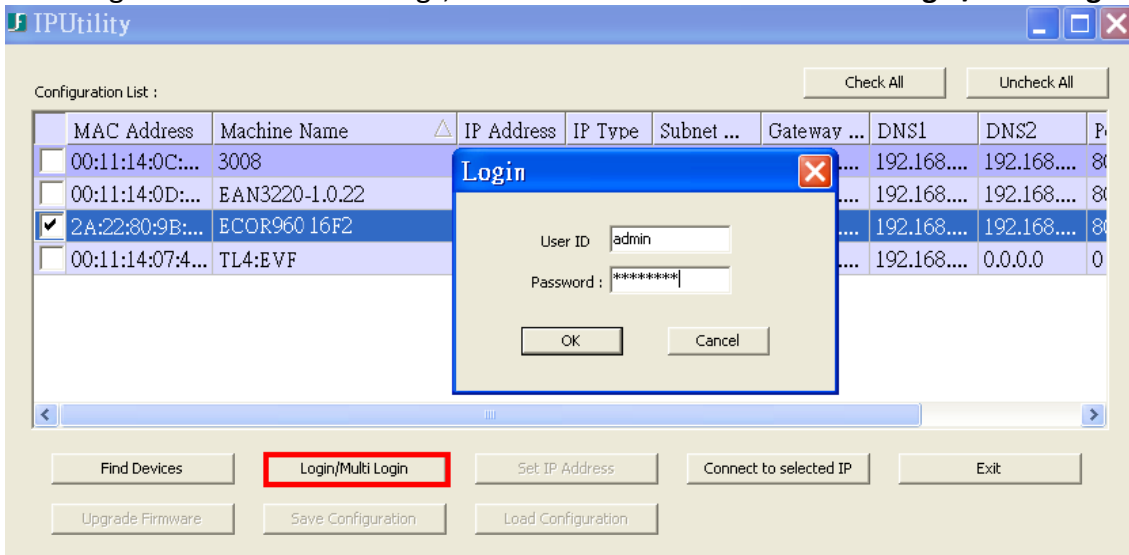 IPUtility
Configuration List :
Check All
Uncheck All
MAC Address Machine Name IP Address IP Type Subnet ... Gateway ... DNS1 DNS2
00:11:14:0C:... 3008 ... 192.168.... 192.168....
00:11:14:0D:... EAN3220-1.0.22 ... 192.168.... 192.168....
2A:22:80:9B:... ECOR960 16F2 ... 192.168.... 192.168....
00:11:14:07:4... TL4:EVF ... 192.168.... 0.0.0.0 0
Login
User ID admin
Password : ********
OK Cancel
Find Devices Login/Multi Login Set IP Address Connect to selected IP Exit
Upgrade Firmware Save Configuration Load Configuration